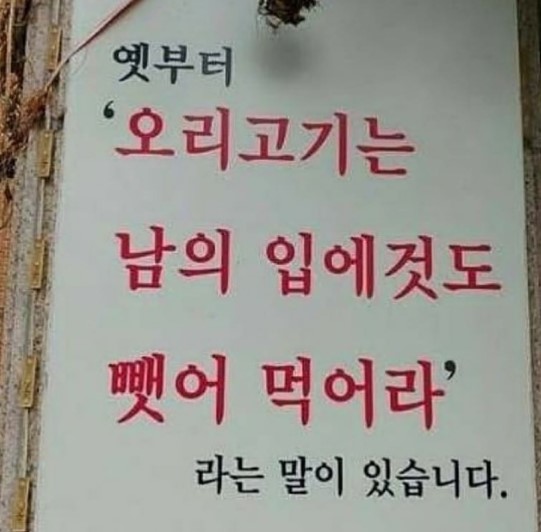 옛부터
‘오리고기는
남의 입에것도
뺏어 먹어라’
라는 말이 있습니다.